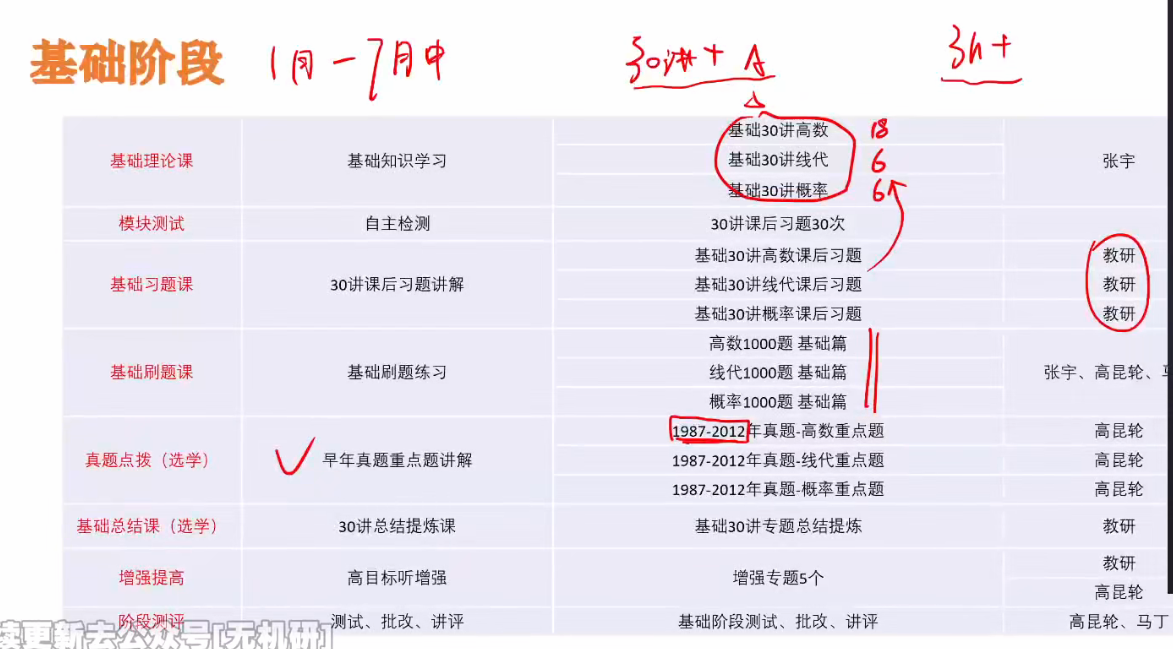 基础阶段 1月-7月中 30讲+A 3h+
基础理论课 基础知识学习 基础30讲高数 18 张宇
基础30讲线代 6
基础30讲概率 6
模块测试 自主检测 30讲课后习题30次
基础习题课 30讲课后习题讲解 基础30讲高数课后习题 教研
基础30讲线代课后习题 教研
基础30讲概率课后习题 教研
基础刷题课 基础刷题练习 高数1000题 基础篇 张宇、高昆轮、
线代1000题 基础篇
概率1000题 基础篇
真题点拨（选学） 早年真题重点题讲解 1987-2012年真题-高数重点题 高昆轮
1987-2012年真题-线代重点题 高昆轮
1987-2012年真题-概率重点题 高昆轮
基础总结课（选学） 30讲总结提炼课 基础30讲专题总结提炼 教研
增强提高 高目标听增强 增强专题5个 教研
高昆轮
阶段测评 测试、批改、讲评 基础阶段测试、批改、讲评 高昆轮、马丁
续更新去公众号[无机研]